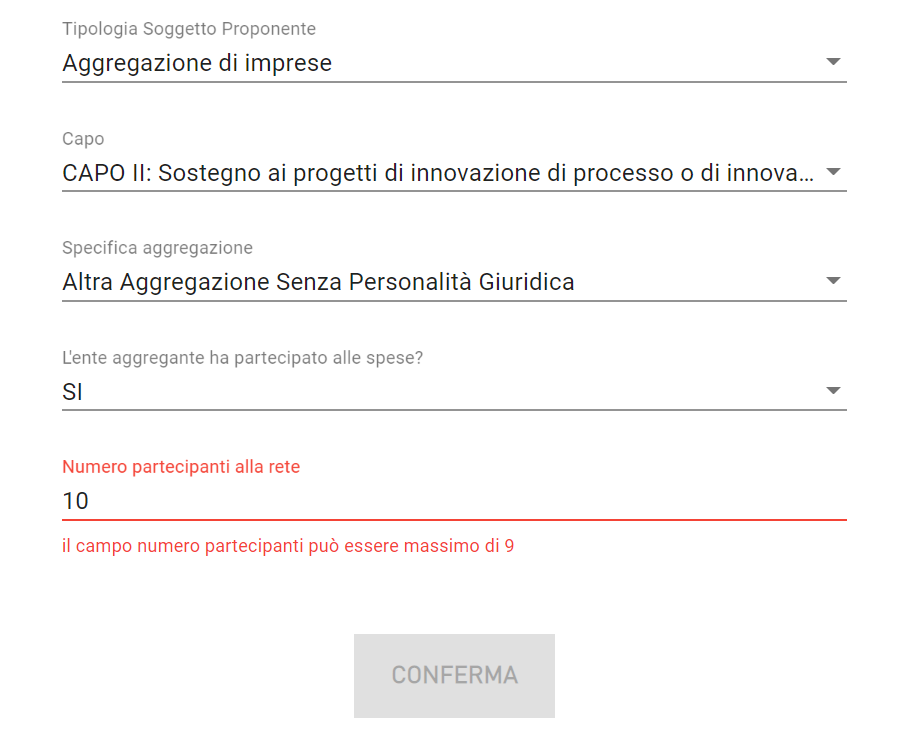 Tipologia Soggetto Proponente
Aggregazione di imprese
Capo
CAPO II: Sostegno ai progetti di innovazione di processo o di innova...
Specifica aggregazione
Altra Aggregazione Senza Personalità Giuridica
L'ente aggregante ha partecipato alle spese?
SI
Numero partecipanti alla rete
10
il campo numero partecipanti può essere massimo di 9
CONFERMA